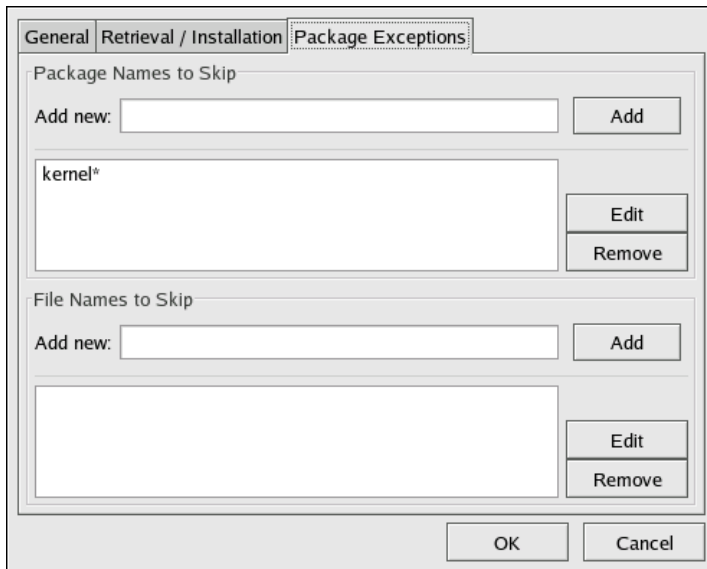 General Retrieval / Installation Package Exceptions
Package Names to Skip
Add new: Add
kernel*
Edit
Remove
File Names to Skip
Add new: Add
Edit
Remove
OK Cancel